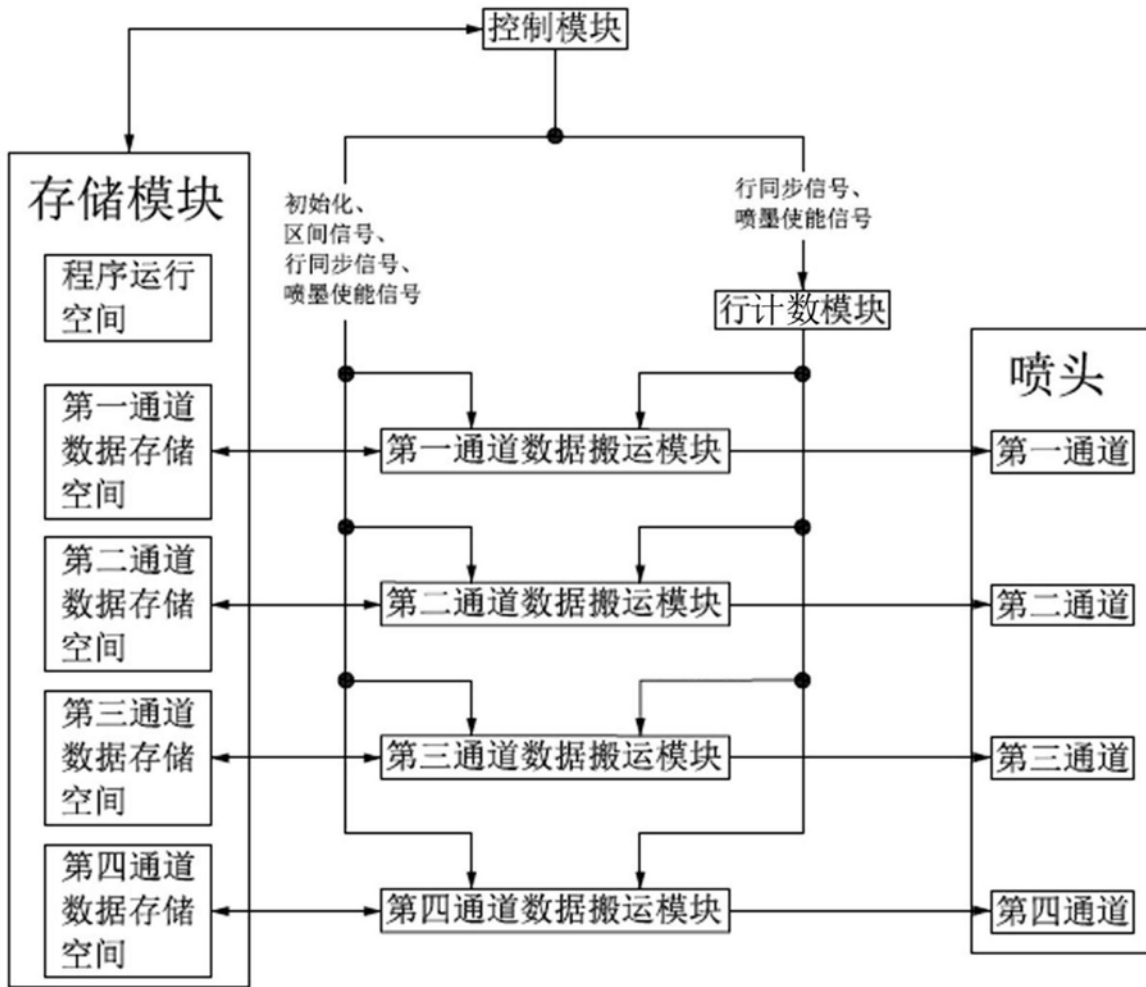 控制模块
存储模块
程序运行
空间
第一通道
数据存储
空间
第二通道
数据存储
空间
第三通道
数据存储
空间
第四通道
数据存储
空间
初始化、
区间信号、
行同步信号、
喷墨使能信号
行同步信号、
喷墨使能信号
行计数模块
第一通道数据搬运模块
第二通道数据搬运模块
第三通道数据搬运模块
第四通道数据搬运模块
喷头
第一通道
第二通道
第三通道
第四通道